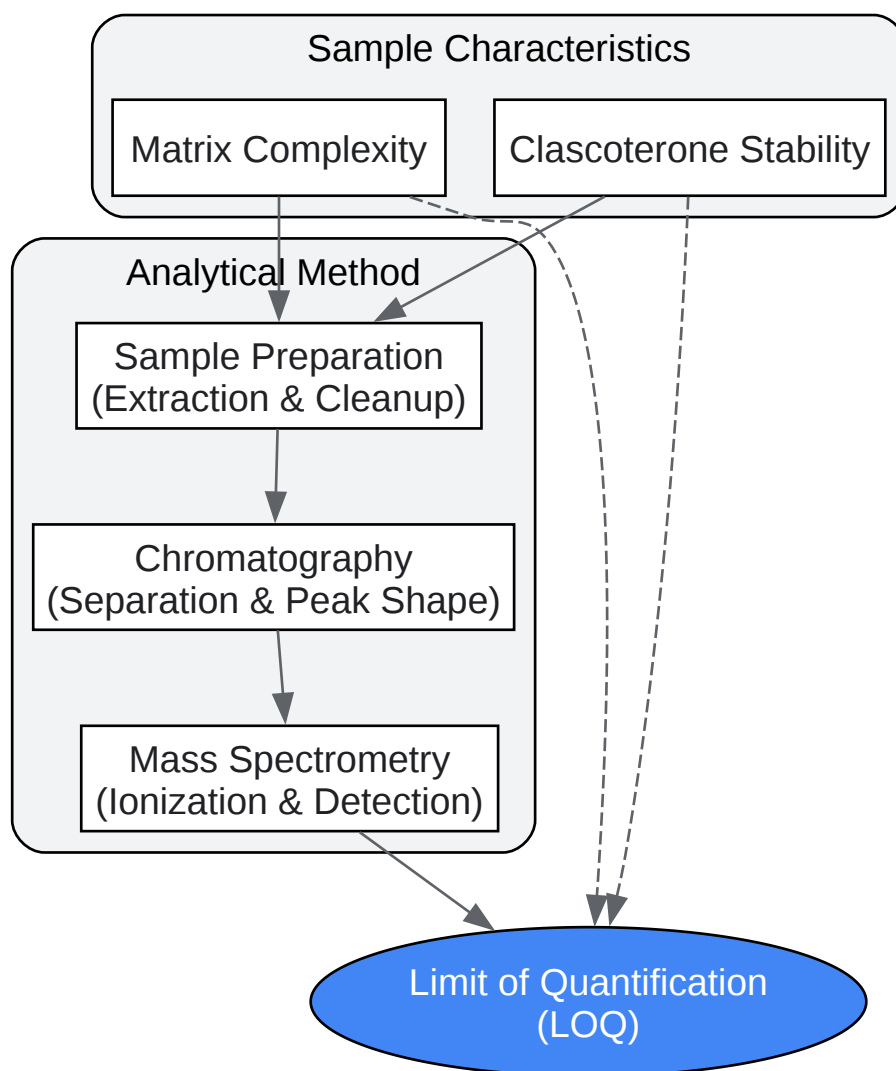 Sample Characteristics
Matrix Complexity
Clascoterone Stability
Analytical Method
Sample Preparation
(Extraction & Cleanup)
Chromatography
(Separation & Peak Shape)
Mass Spectrometry
(Ionization & Detection)
Limit of Quantification
(LOQ)